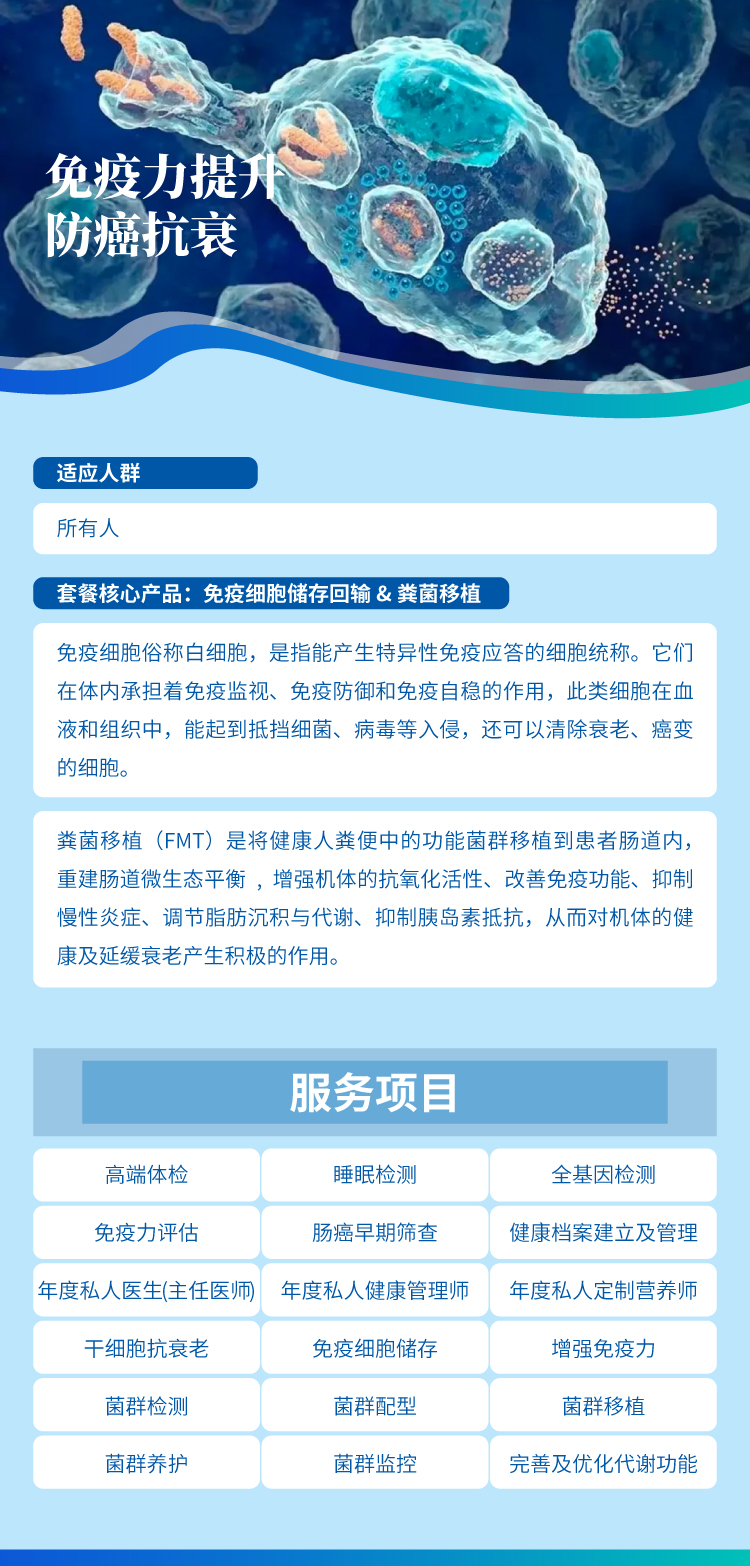 免疫力提升
防癌抗衰
适应人群
所有人
套餐核心产品：免疫细胞储存回输 & 粪菌移植
免疫细胞俗称白细胞，是指能产生特异性免疫应答的细胞统称。它们
在体内承担着免疫监视、免疫防御和免疫自稳的作用，此类细胞在血
液和组织中，能起到抵挡细菌、病毒等入侵，还可以清除衰老、癌变
的细胞。
粪菌移植（FMT）是将健康人粪便中的功能菌群移植到患者肠道内，
重建肠道微生态平衡 ，增强机体的抗氧化活性、改善免疫功能、抑制
慢性炎症、调节脂肪沉积与代谢、抑制胰岛素抵抗，从而对机体的健
康及延缓衰老产生积极的作用。
服务项目
高端体检
睡眠检测
全基因检测
免疫力评估
肠癌早期筛查
健康档案建立及管理
年度私人医生(主任医师)
年度私人健康管理师
年度私人定制营养师
干细胞抗衰老
免疫细胞储存
增强免疫力
菌群检测
菌群配型
菌群移植
菌群养护
菌群监控
完善及优化代谢功能